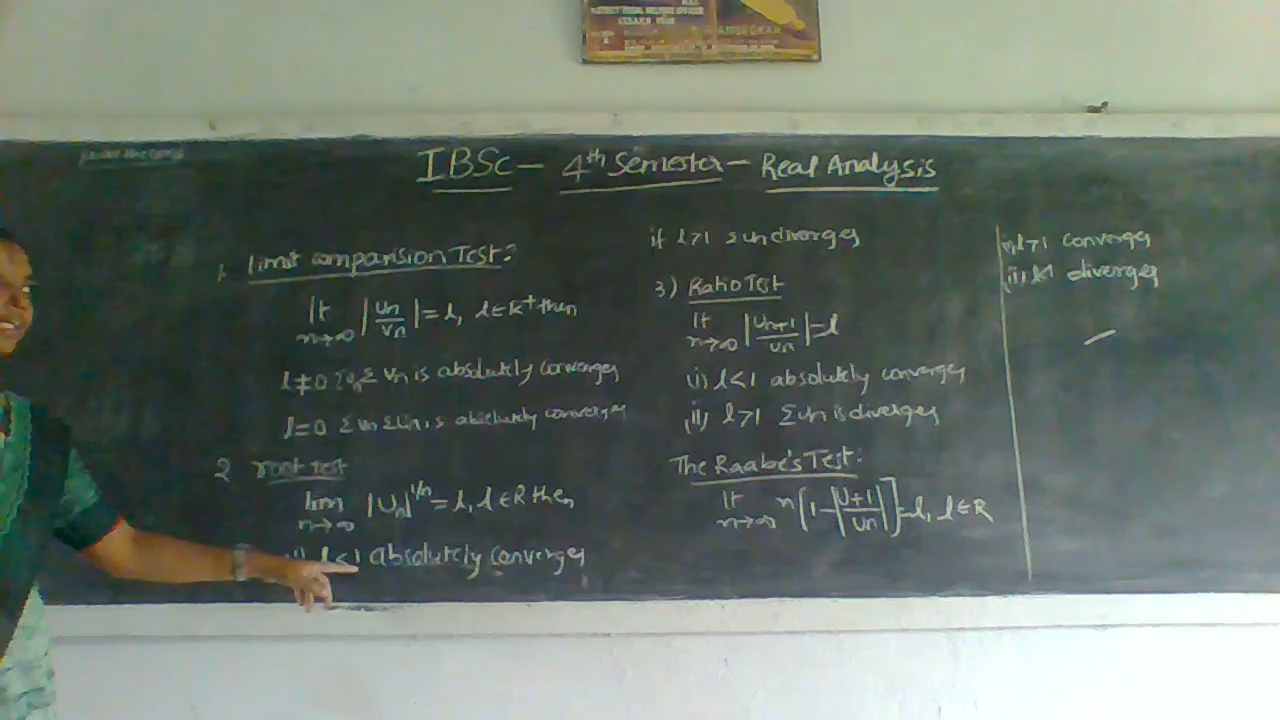 AMBEDKAR
IBSc - 4th Semester - Real Analysis
1. limit comparision Test:
lt n→∞ |un/vn| = l, l∈R+ then
l≠0 Σun Σvn is absolutely converges
l=0 Σvn Σun is absolutely converges
2 root test
lim n→∞ |Un|^1/n = l, l∈R then
(i) l<1 absolutely converges
if l>1 Σun diverges
3) Ratio Test
lt n→∞ |Un+1/un| = l
(i) l<1 absolutely converges
(ii) l>1 Σun is diverges
The Raabe's Test:
lt n→∞ n[1-|U+1/un|] = l, l∈R
i) l>1 converges
(ii) l<1 diverges